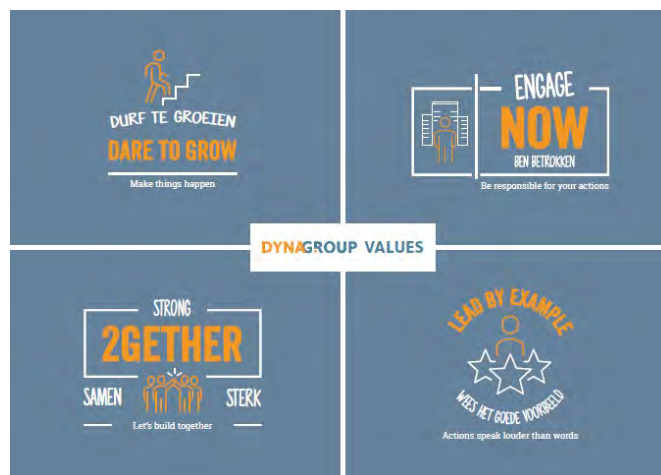 DURF TE GROEIEN
DARE TO GROW
Make things happen
ENGAGE
NOW
BEN BETROKKEN
Be responsible for your actions
DYNAGROUP VALUES
STRONG
2GETHER
SAMEN STERK
Let's build together
LEAD BY EXAMPLE
WEES HET GOEDE VOORBEELD
Actions speak louder than words